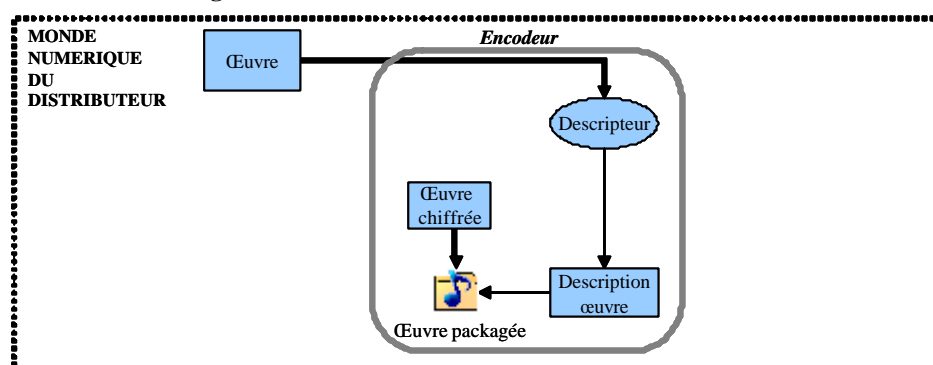 MONDE
NUMERIQUE
DU
DISTRIBUTEUR
Œuvre
Encodeur
Descripteur
Œuvre
chiffrée
Description
œuvre
Œuvre packagée